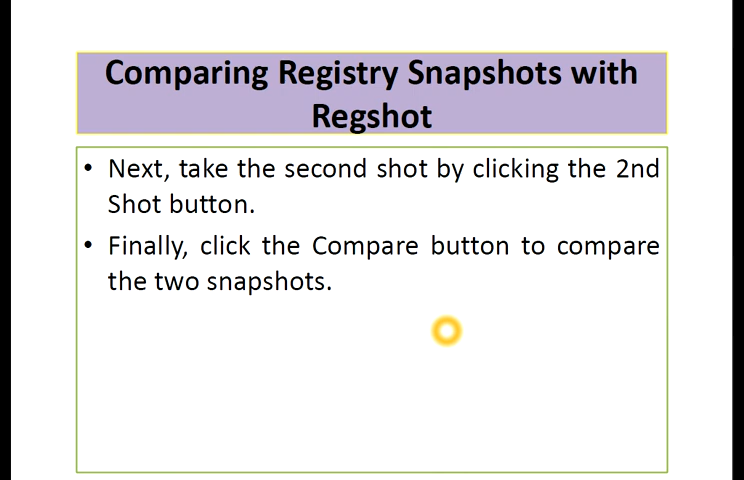 Comparing Registry Snapshots with
Regshot
• Next, take the second shot by clicking the 2nd
Shot button.
• Finally, click the Compare button to compare
the two snapshots.